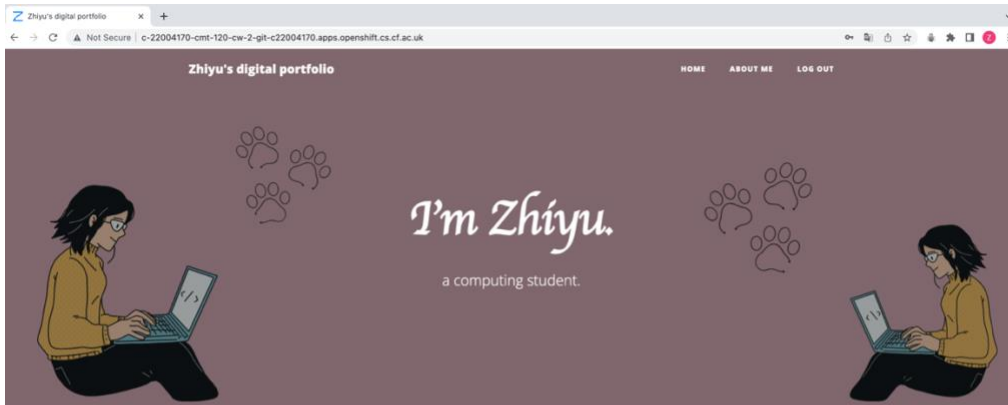 Zhiyu's digital portfolio
Not Secure | c-22004170-cmt-120-cw-2-git-c22004170.apps.openshift.cs.cf.ac.uk
Zhiyu's digital portfolio HOME ABOUT ME LOG OUT
I'm Zhiyu.
a computing student.